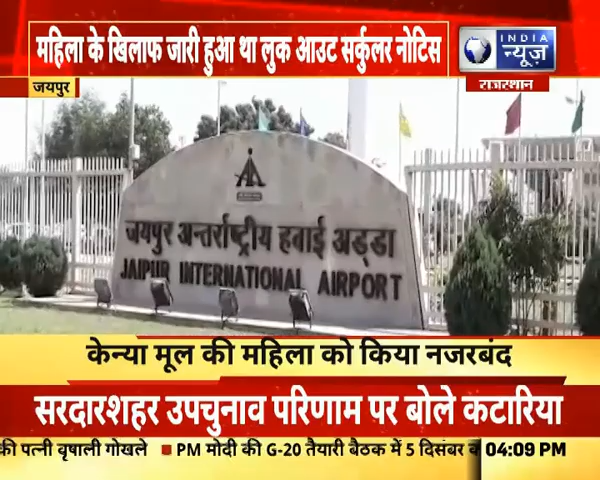 महिला के खिलाफ जारी हुआ था लुक आउट सर्कुलर नोटिस
INDIA
न्यूज़
राजस्थान
जयपुर
जयपुर अन्तर्राष्ट्रीय हवाई अड्डा
JAIPUR INTERNATIONAL AIRPORT
केन्या मूल की महिला को किया नजरबंद
सरदारशहर उपचुनाव परिणाम पर बोले कटारिया
की पत्नी वृषाली गोखले ■ PM मोदी की G-20 तैयारी बैठक में 5 दिसंबर 04:09 PM